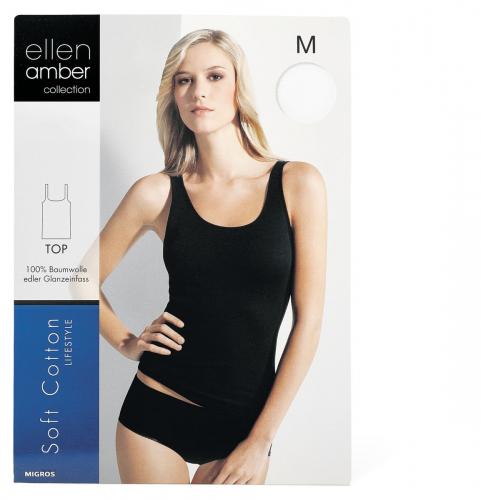 ellen
amber
collection
M
TOP
100% Baumwolle
edler Glanzeinfass
Soft Cotton
LIFESTYLE
MIGROS